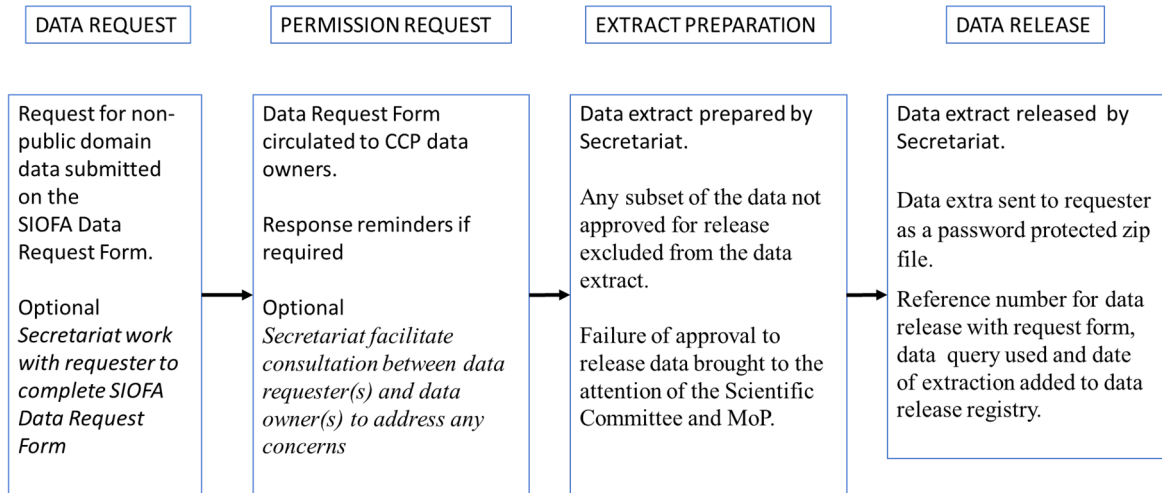 DATA REQUEST
PERMISSION REQUEST
EXTRACT PREPARATION
DATA RELEASE
Request for non-
public domain
data submitted
on the
SIOFA Data
Request Form.
Optional
Secretariat work
with requester to
complete SIOFA
Data Request
Form
Data Request Form
circulated to CCP data
owners.
Response reminders if
required
Optional
Secretariat facilitate
consultation between data
requester(s) and data
owner(s) to address any
concerns
Data extract prepared by
Secretariat.
Any subset of the data not
approved for release
excluded from the data
extract.
Failure of approval to
release data brought to the
attention of the Scientific
Committee and MoP.
Data extract released by
Secretariat.
Data extra sent to requester
as a password protected zip
file.
Reference number for data
release with request form,
data query used and date
of extraction added to data
release registry.